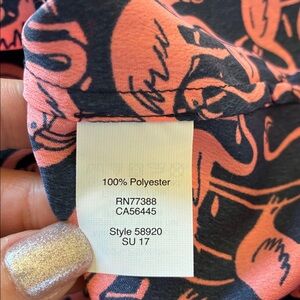 100% Polyester
RN77388
CA56445
Style 58920
SU 17